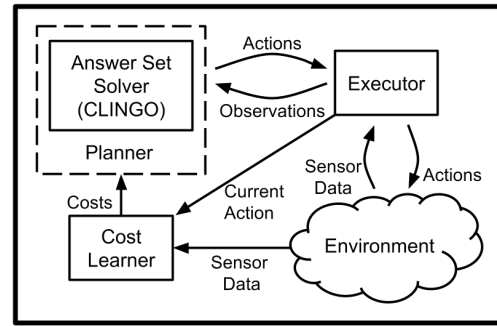 Answer Set
Solver
(CLINGO)
Planner
Actions
Observations
Executor
Sensor
Data
Actions
Current
Action
Costs
Cost
Learner
Sensor
Data
Environment